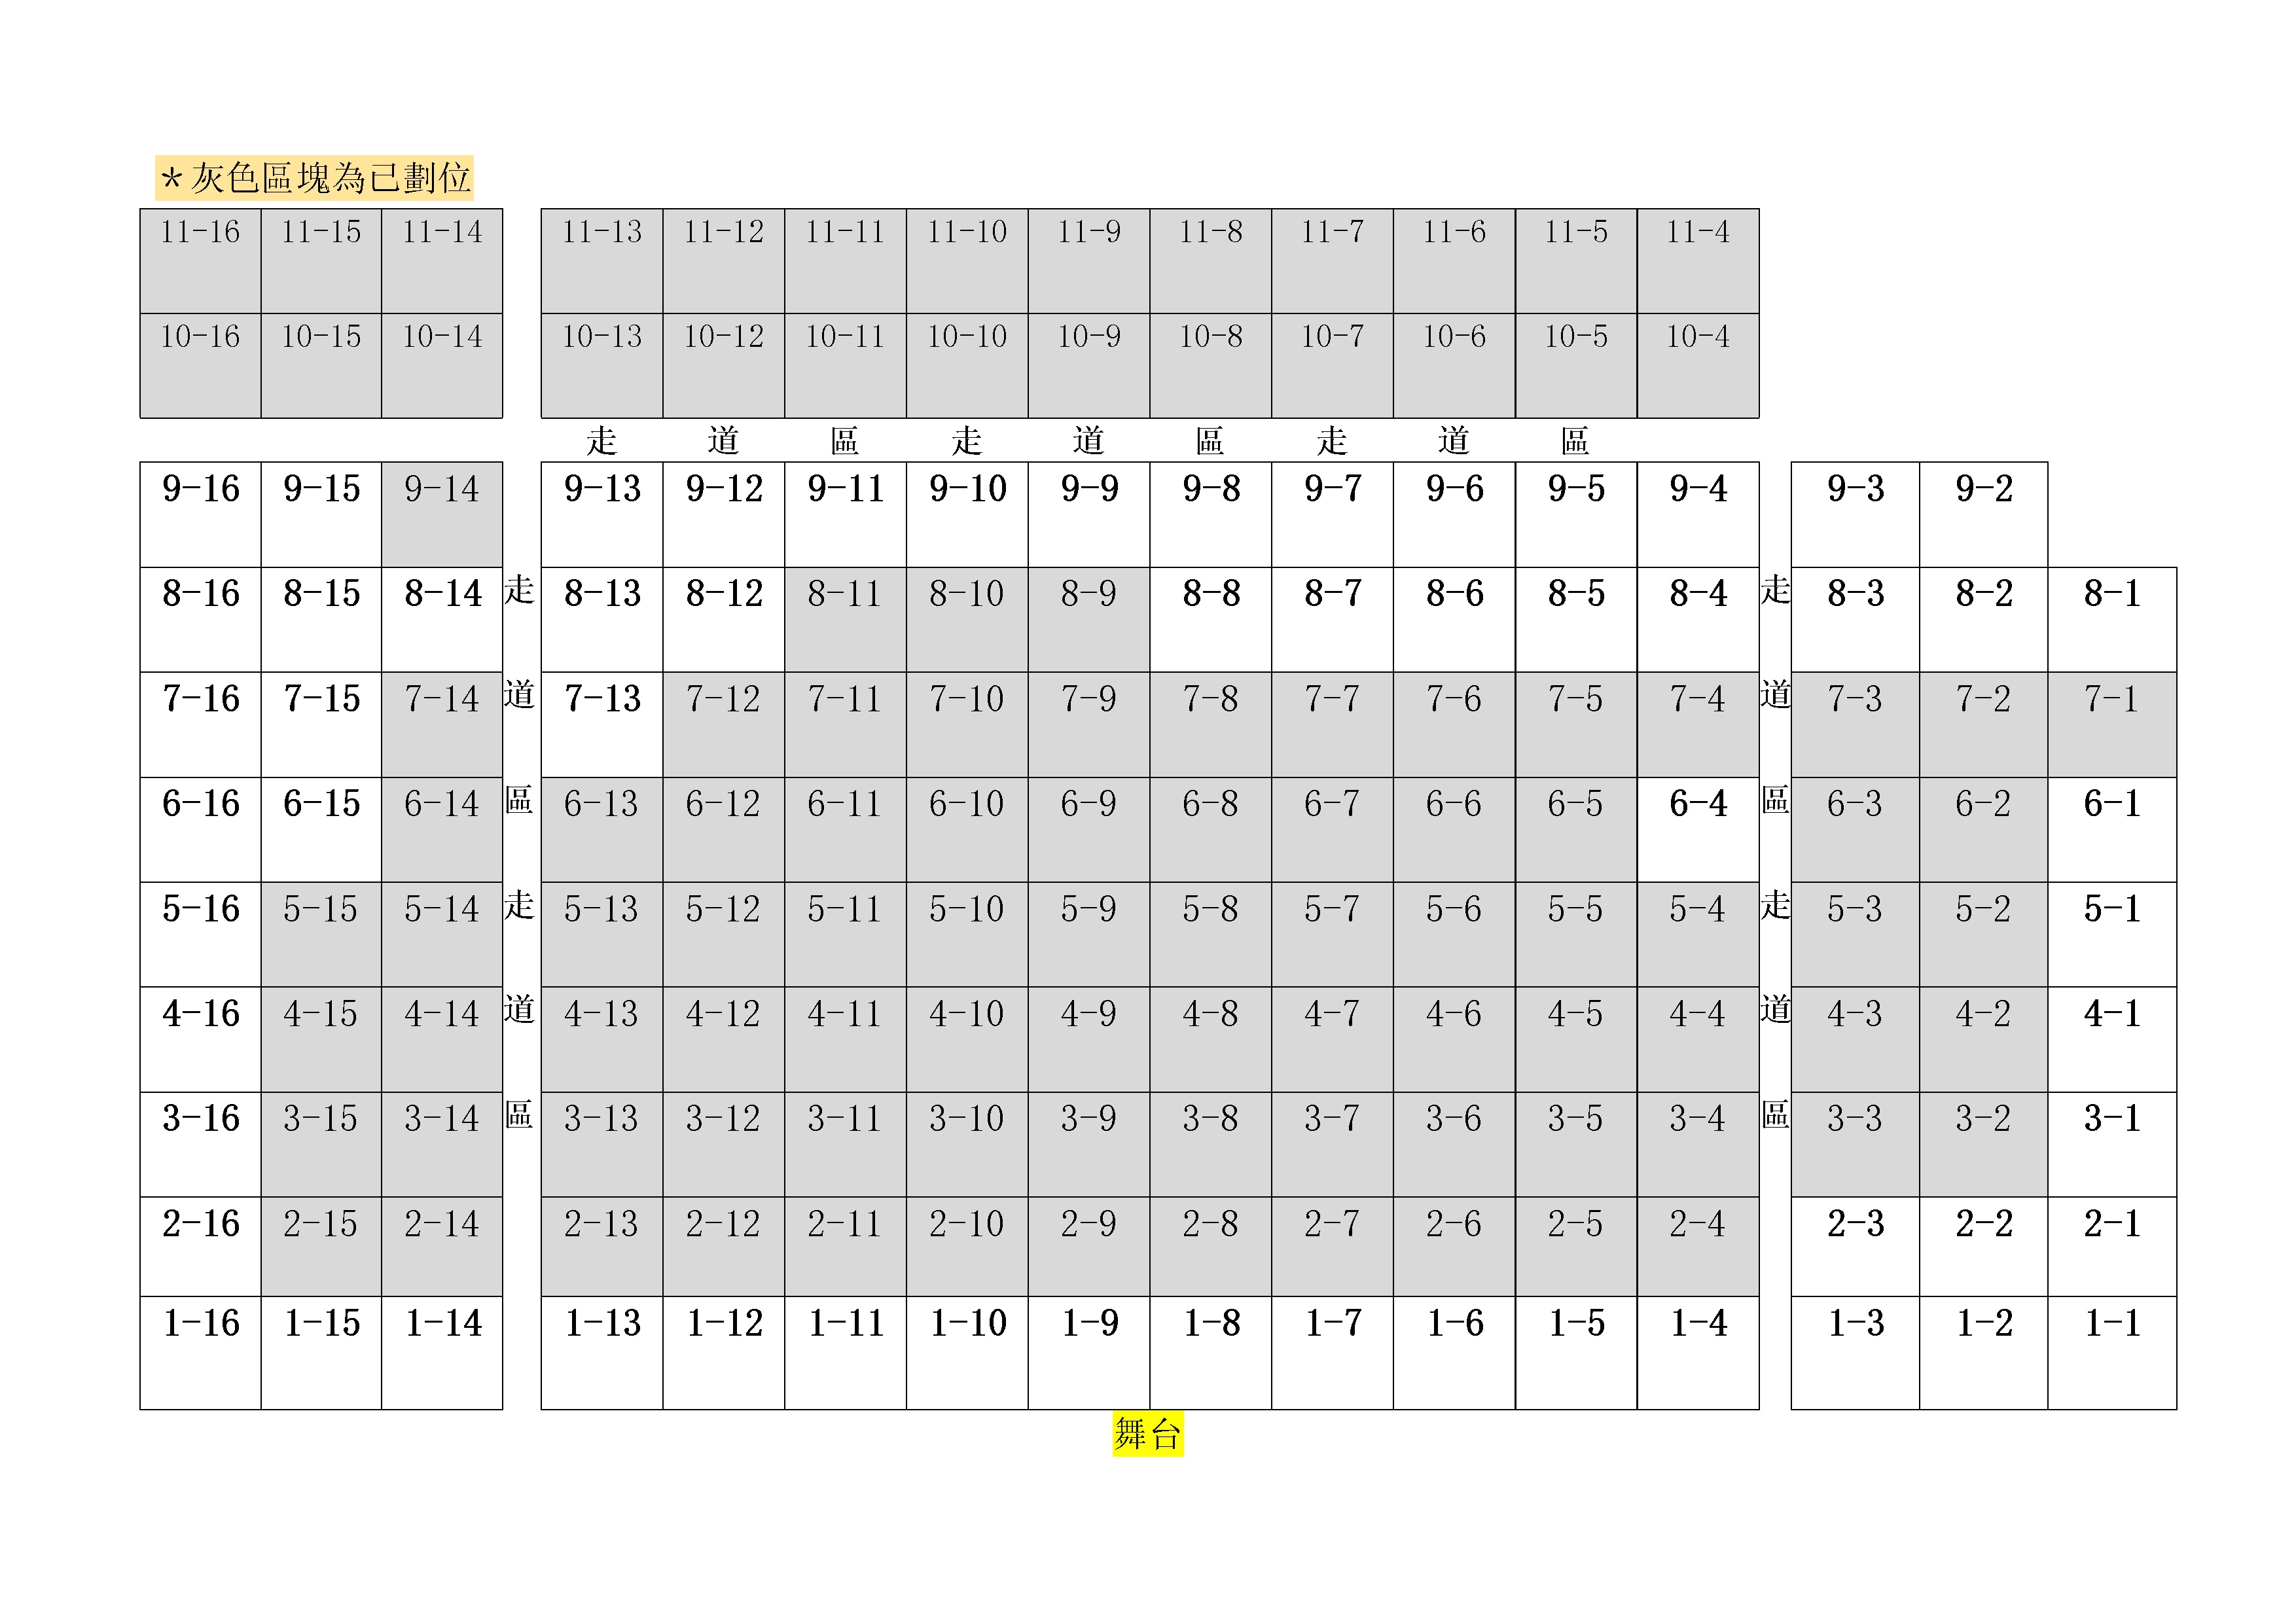 ＊灰色區塊為已劃位
11-16 11-15 11-14 11-13 11-12 11-11 11-10 11-9 11-8 11-7 11-6 11-5 11-4
10-16 10-15 10-14 10-13 10-12 10-11 10-10 10-9 10-8 10-7 10-6 10-5 10-4
走 道 區 走 道 區 走 道 區
9-16 9-15 9-14 9-13 9-12 9-11 9-10 9-9 9-8 9-7 9-6 9-5 9-4 9-3 9-2
8-16 8-15 8-14 走 8-13 8-12 8-11 8-10 8-9 8-8 8-7 8-6 8-5 8-4 走 8-3 8-2 8-1
7-16 7-15 7-14 道 7-13 7-12 7-11 7-10 7-9 7-8 7-7 7-6 7-5 7-4 道 7-3 7-2 7-1
6-16 6-15 6-14 區 6-13 6-12 6-11 6-10 6-9 6-8 6-7 6-6 6-5 6-4 區 6-3 6-2 6-1
5-16 5-15 5-14 走 5-13 5-12 5-11 5-10 5-9 5-8 5-7 5-6 5-5 5-4 走 5-3 5-2 5-1
4-16 4-15 4-14 道 4-13 4-12 4-11 4-10 4-9 4-8 4-7 4-6 4-5 4-4 道 4-3 4-2 4-1
3-16 3-15 3-14 區 3-13 3-12 3-11 3-10 3-9 3-8 3-7 3-6 3-5 3-4 區 3-3 3-2 3-1
2-16 2-15 2-14 2-13 2-12 2-11 2-10 2-9 2-8 2-7 2-6 2-5 2-4 2-3 2-2 2-1
1-16 1-15 1-14 1-13 1-12 1-11 1-10 1-9 1-8 1-7 1-6 1-5 1-4 1-3 1-2 1-1
舞台